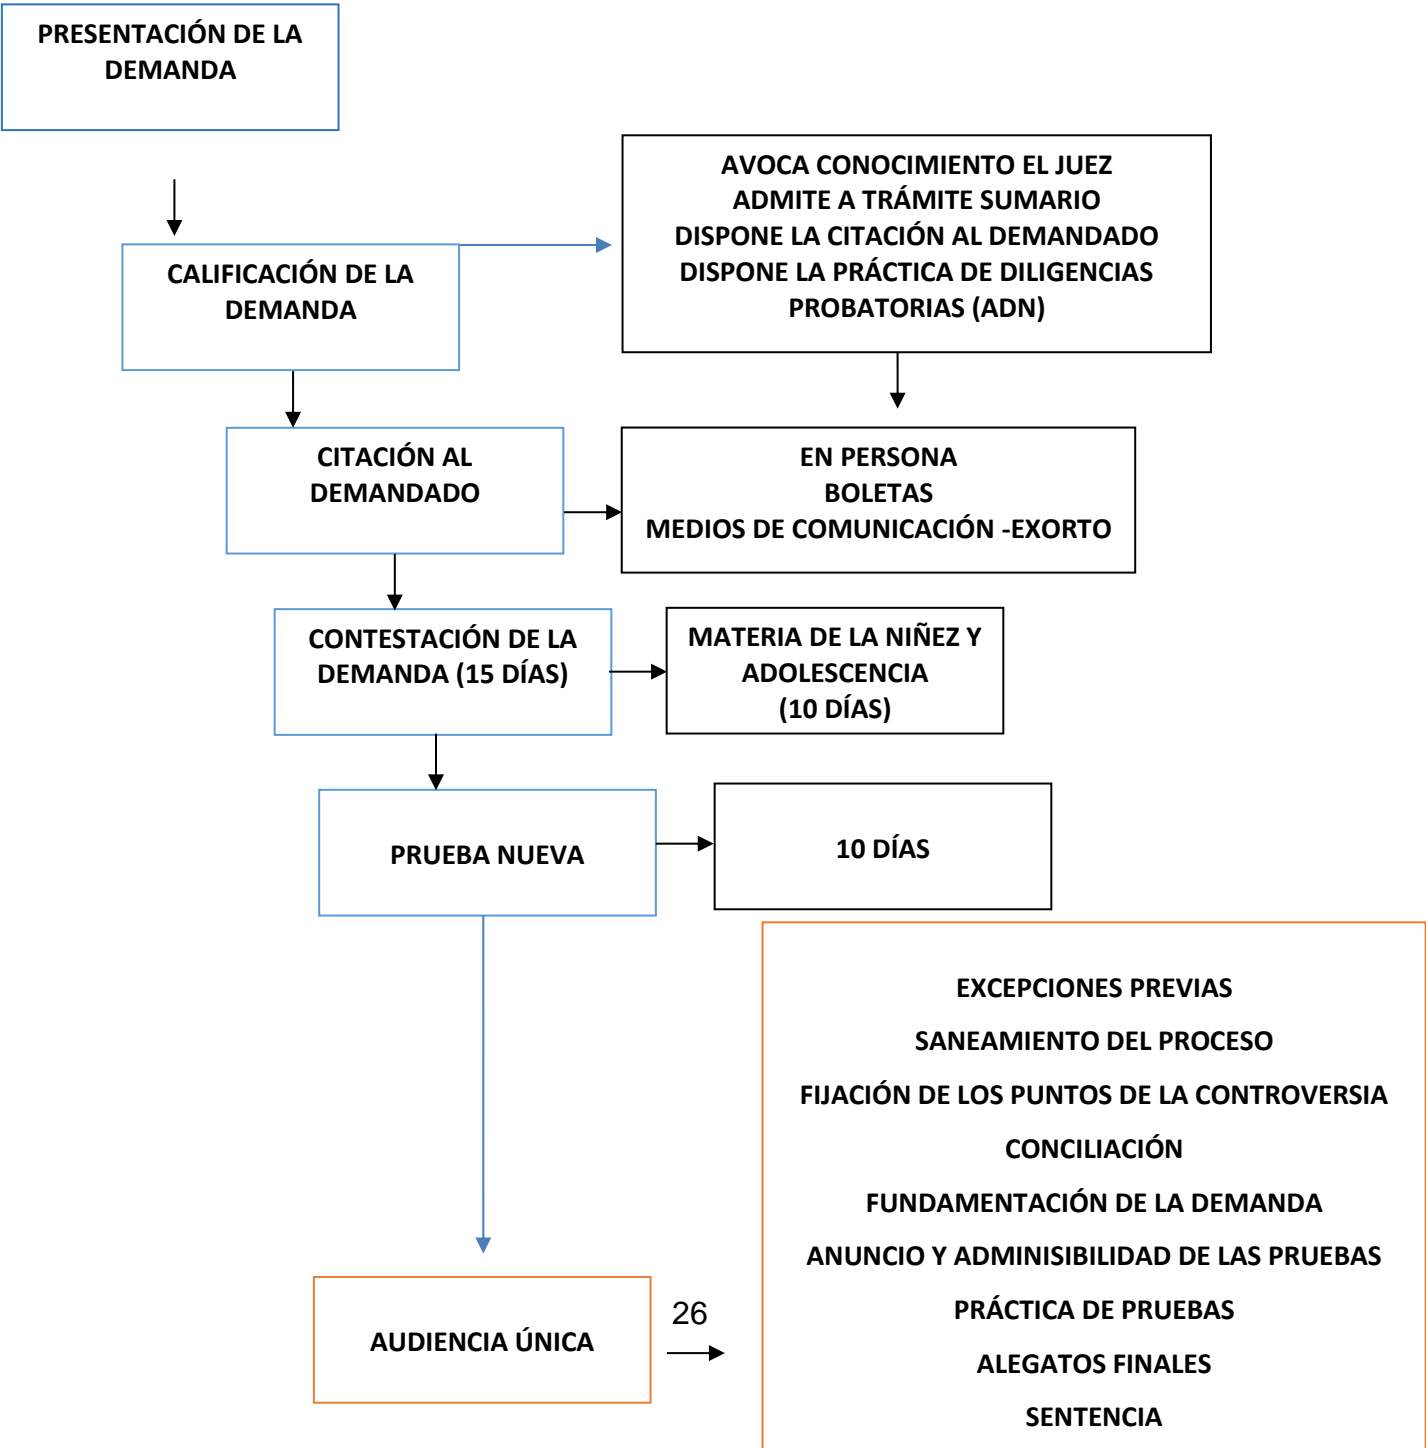 PRESENTACIÓN DE LA
DEMANDA
AVOCA CONOCIMIENTO EL JUEZ
ADMITE A TRÁMITE SUMARIO
DISPONE LA CITACIÓN AL DEMANDADO
DISPONE LA PRÁCTICA DE DILIGENCIAS
PROBATORIAS (ADN)
CALIFICACIÓN DE LA
DEMANDA
CITACIÓN AL
DEMANDADO
EN PERSONA
BOLETAS
MEDIOS DE COMUNICACIÓN -EXORTO
CONTESTACIÓN DE LA
DEMANDA (15 DÍAS)
MATERIA DE LA NIÑEZ Y
ADOLESCENCIA
(10 DÍAS)
PRUEBA NUEVA
10 DÍAS
AUDIENCIA ÚNICA
26
EXCEPCIONES PREVIAS
SANEAMIENTO DEL PROCESO
FIJACIÓN DE LOS PUNTOS DE LA CONTROVERSIA
CONCILIACIÓN
FUNDAMENTACIÓN DE LA DEMANDA
ANUNCIO Y ADMINISIBILIDAD DE LAS PRUEBAS
PRÁCTICA DE PRUEBAS
ALEGATOS FINALES
SENTENCIA